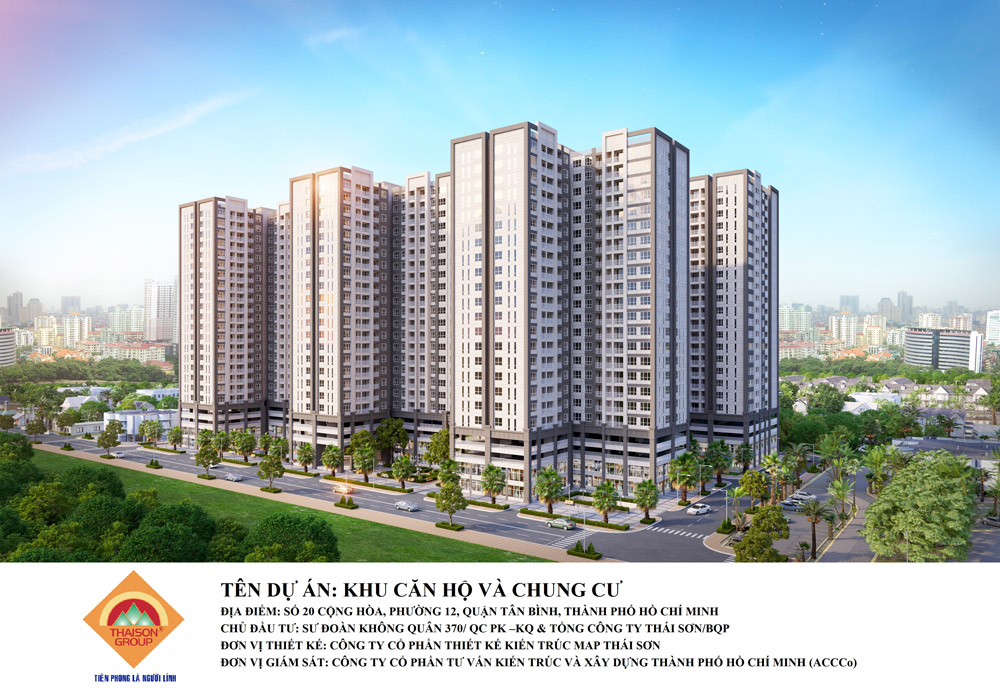 TÊN DỰ ÁN: KHU CĂN HỘ VÀ CHUNG CƯ
ĐỊA ĐIỂM: SỐ 20 CỘNG HÒA, PHƯỜNG 12, QUẬN TÂN BÌNH, THÀNH PHỐ HỒ CHÍ MINH
CHỦ ĐẦU TƯ: SƯ ĐOÀN KHÔNG QUÂN 370/ QC PK –KQ & TỔNG CÔNG TY THÁI SƠN/BQP
ĐƠN VỊ THIẾT KẾ: CÔNG TY CỔ PHẦN THIẾT KẾ KIẾN TRÚC MAP THÁI SƠN
ĐƠN VỊ GIÁM SÁT: CÔNG TY CỔ PHẦN TƯ VẤN KIẾN TRÚC VÀ XÂY DỰNG THÀNH PHỐ HỒ CHÍ MINH (ACCCo)
THAISON®
GROUP
TIÊN PHONG LÀ NGƯỜI LÍNH